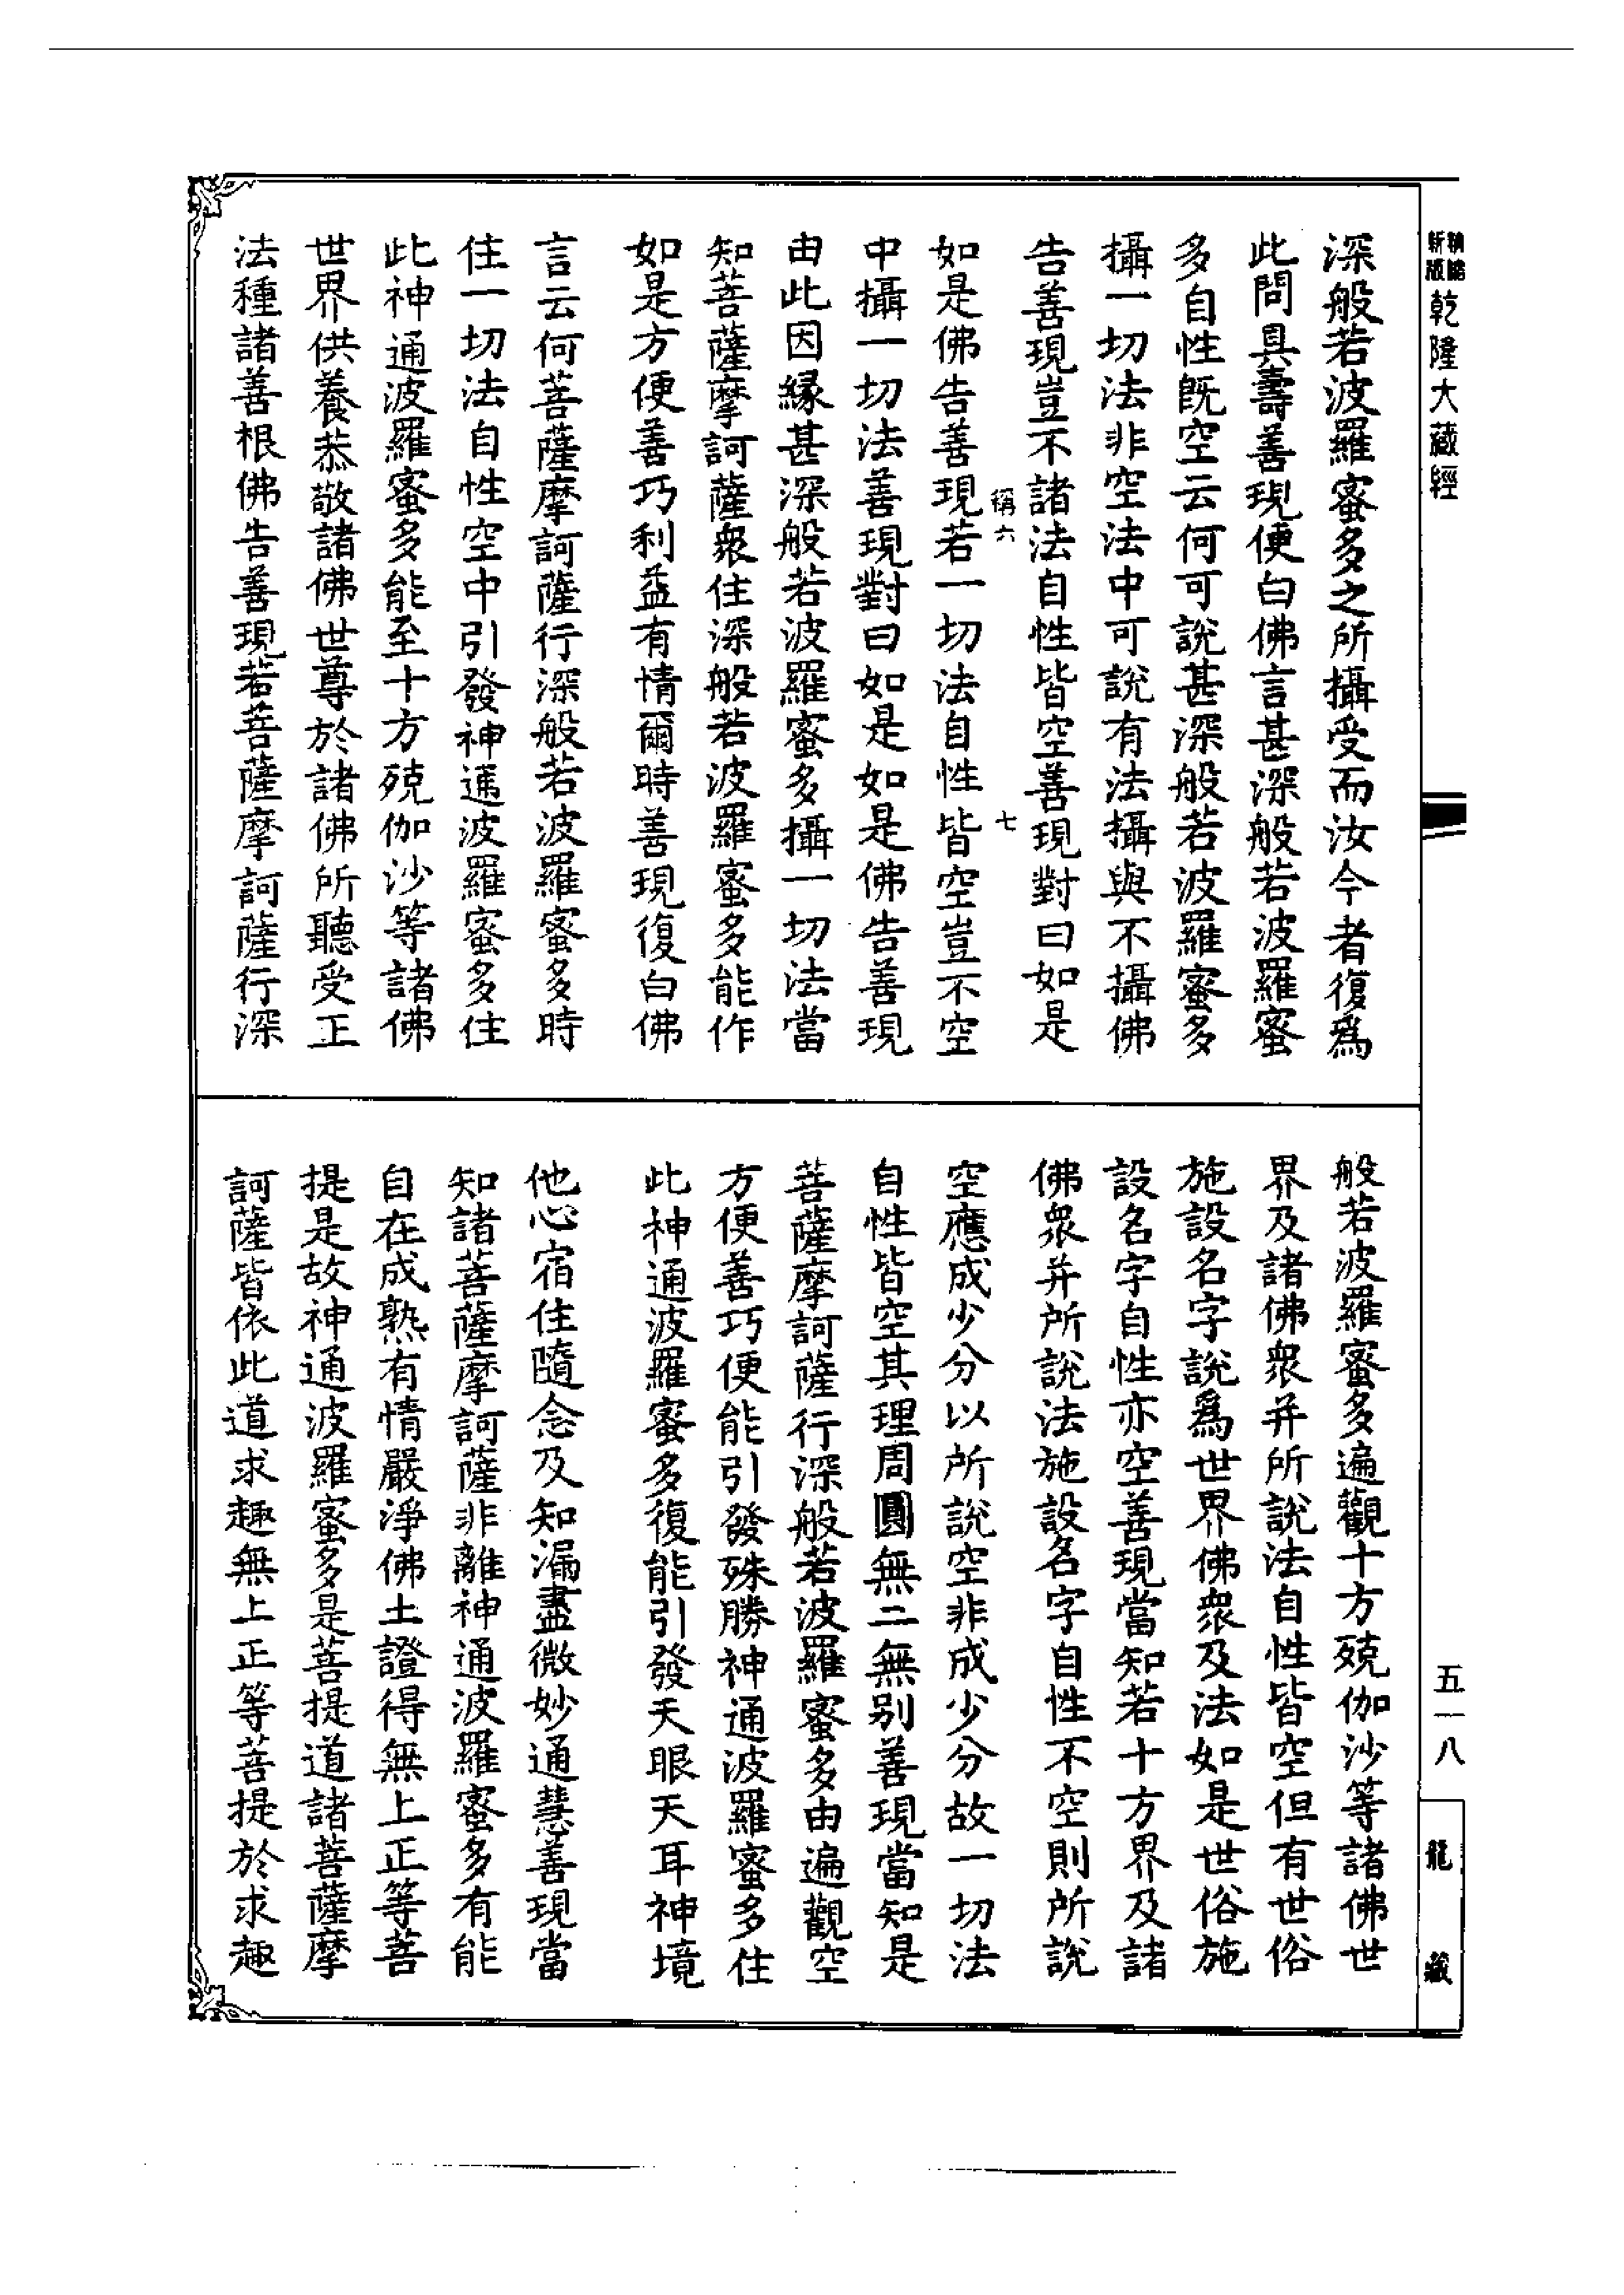 新版
精縮
乾隆大藏經
五一八
龍藏
深般若波羅蜜多之所攝受而汝今者復爲
此問具壽善現便白佛言甚深般若波羅蜜
多自性旣空云何可說甚深般若波羅蜜多
攝一切法非空法中可說有法攝與不攝佛
告善現豈不諸法自性皆空善現對曰如是
稱六
七
如是佛告善現若一切法自性皆空豈不空
中攝一切法善現對曰如是如是佛告善現
由此因緣甚深般若波羅蜜多攝一切法當
知菩薩摩訶薩衆住深般若波羅蜜多能作
如是方便善巧利益有情爾時善現復白佛
言云何菩薩摩訶薩行深般若波羅蜜多時
住一切法自性空中引發神通波羅蜜多住
此神通波羅蜜多能至十方殑伽沙等諸佛
世界供養恭敬諸佛世尊於諸佛所聽受正
法種諸善根佛告善現若菩薩摩訶薩行深
般若波羅蜜多遍觀十方殑伽沙等諸佛世
界及諸佛衆并所說法自性皆空但有世俗
施設名字說爲世界佛衆及法如是世俗施
設名字自性亦空善現當知若十方界及諸
佛衆并所說法施設名字自性不空則所說
空應成少分以所說空非成少分故一切法
自性皆空其理周圓無二無別善現當知是
菩薩摩訶薩行深般若波羅蜜多由遍觀空
方便善巧便能引發殊勝神通波羅蜜多住
此神通波羅蜜多復能引發天眼天耳神境
他心宿住隨念及知漏盡微妙通慧善現當
知諸菩薩摩訶薩非離神通波羅蜜多有能
自在成熟有情嚴淨佛土證得無上正等菩
提是故神通波羅蜜多是菩提道諸菩薩摩
訶薩皆依此道求趣無上正等菩提於求趣